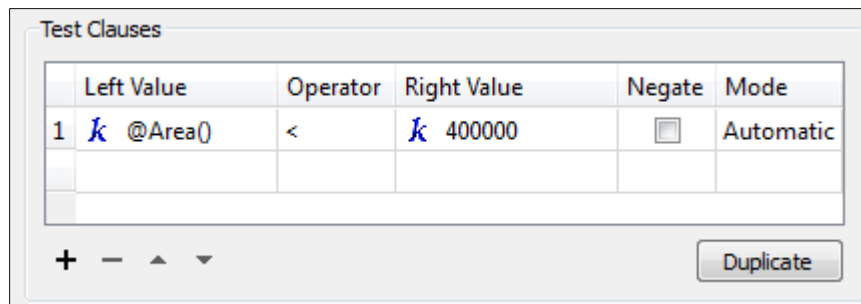 Test Clauses
Left Value Operator Right Value Negate Mode
1 k @Area() < k 400000 Automatic
Duplicate